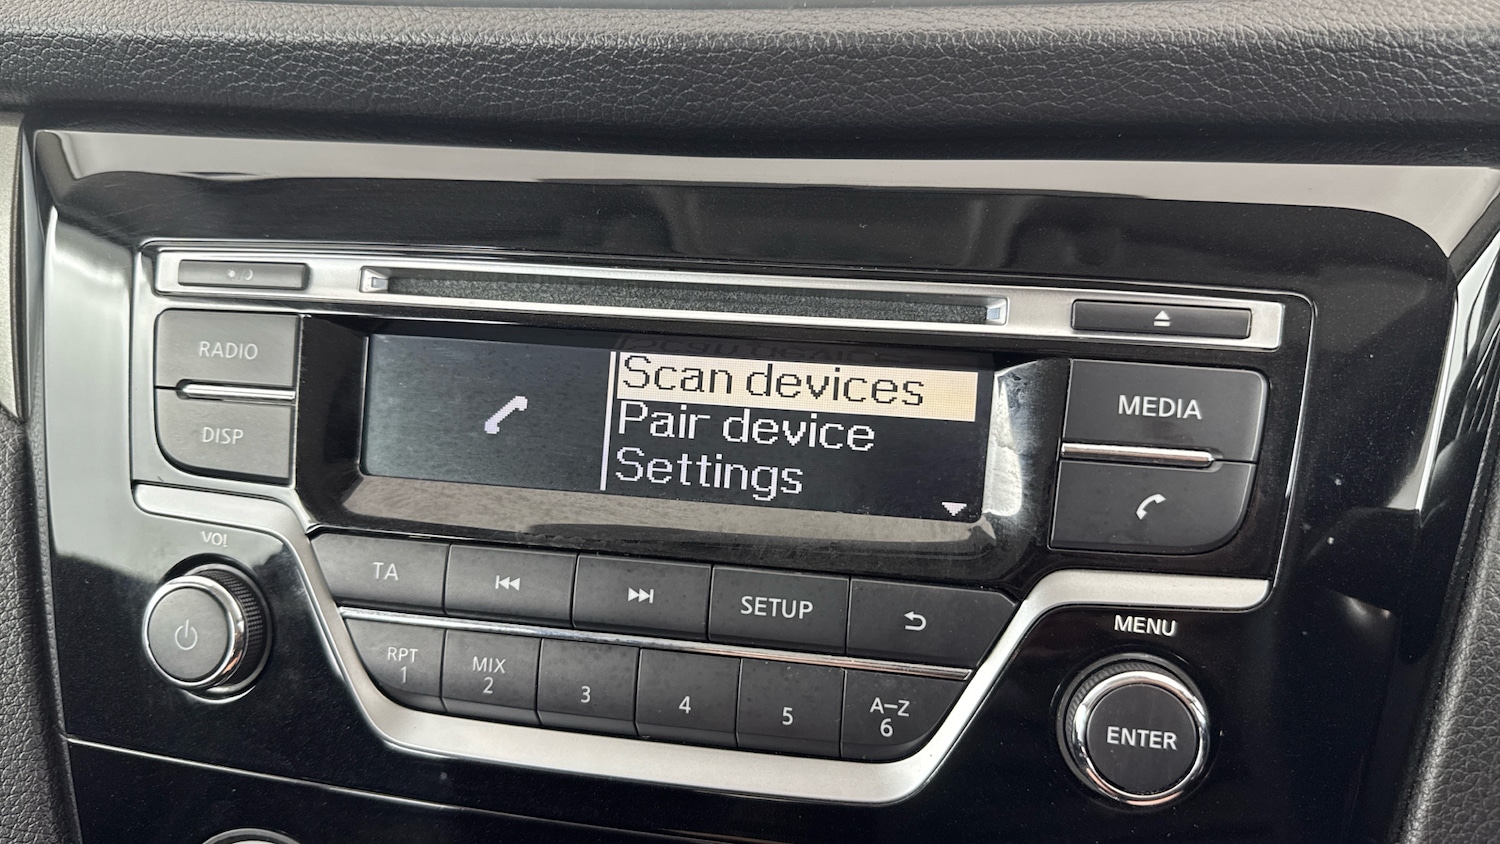 RADIO
DISP
Scan devices
Pair device
Settings
MEDIA
VOL
TA
SETUP
MENU
RPT
1
MIX
2
3
4
5
A–Z
6
ENTER